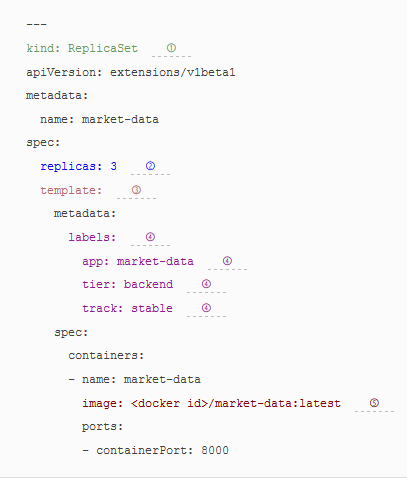 ---
kind: ReplicaSet ①
apiVersion: extensions/v1beta1
metadata:
  name: market-data
spec:
  replicas: 3 ②
  template: ③
    metadata:
      labels: ④
        app: market-data ④
        tier: backend ④
        track: stable ④
    spec:
      containers:
      - name: market-data
        image: <docker id>/market-data:latest ⑤
        ports:
        - containerPort: 8000